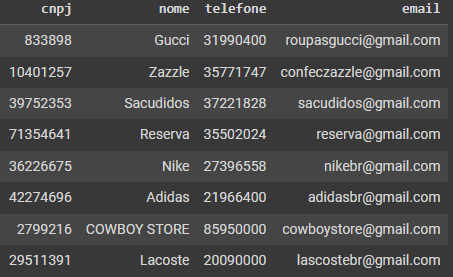 cnpj nome telefone email
833898 Gucci 31990400 roupasgucci@gmail.com
10401257 Zazzle 35771747 confeczazzle@gmail.com
39752353 Sacudidos 37221828 sacudidos@gmail.com
71354641 Reserva 35502024 reserva@gmail.com
36226675 Nike 27396558 nikebr@gmail.com
42274696 Adidas 21966400 adidasbr@gmail.com
2799216 COWBOY STORE 85950000 cowboystore@gmail.com
29511391 Lacoste 20090000 lascostebr@gmail.com